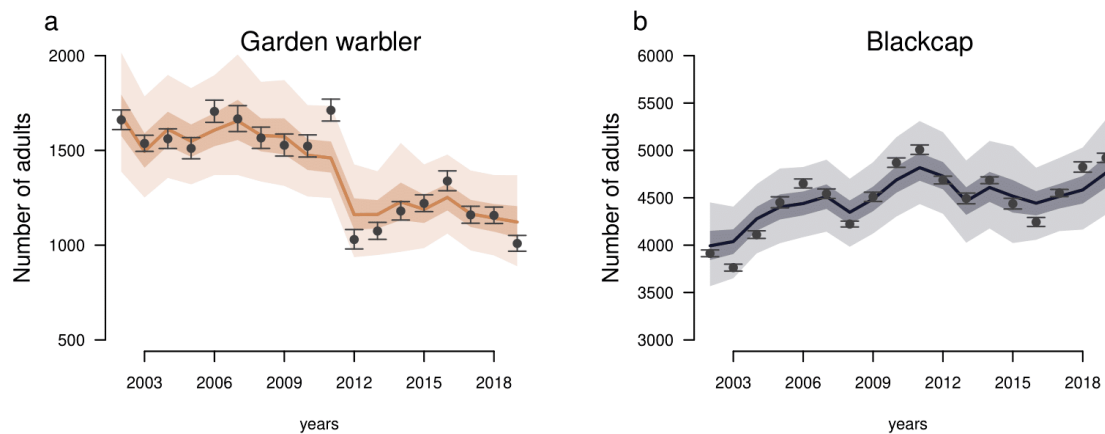 a
Garden warbler
Number of adults
2000
1500
1000
500
2003 2006 2009 2012 2015 2018
years
b
Blackcap
Number of adults
6000
5500
5000
4500
4000
3500
3000
2003 2006 2009 2012 2015 2018
years